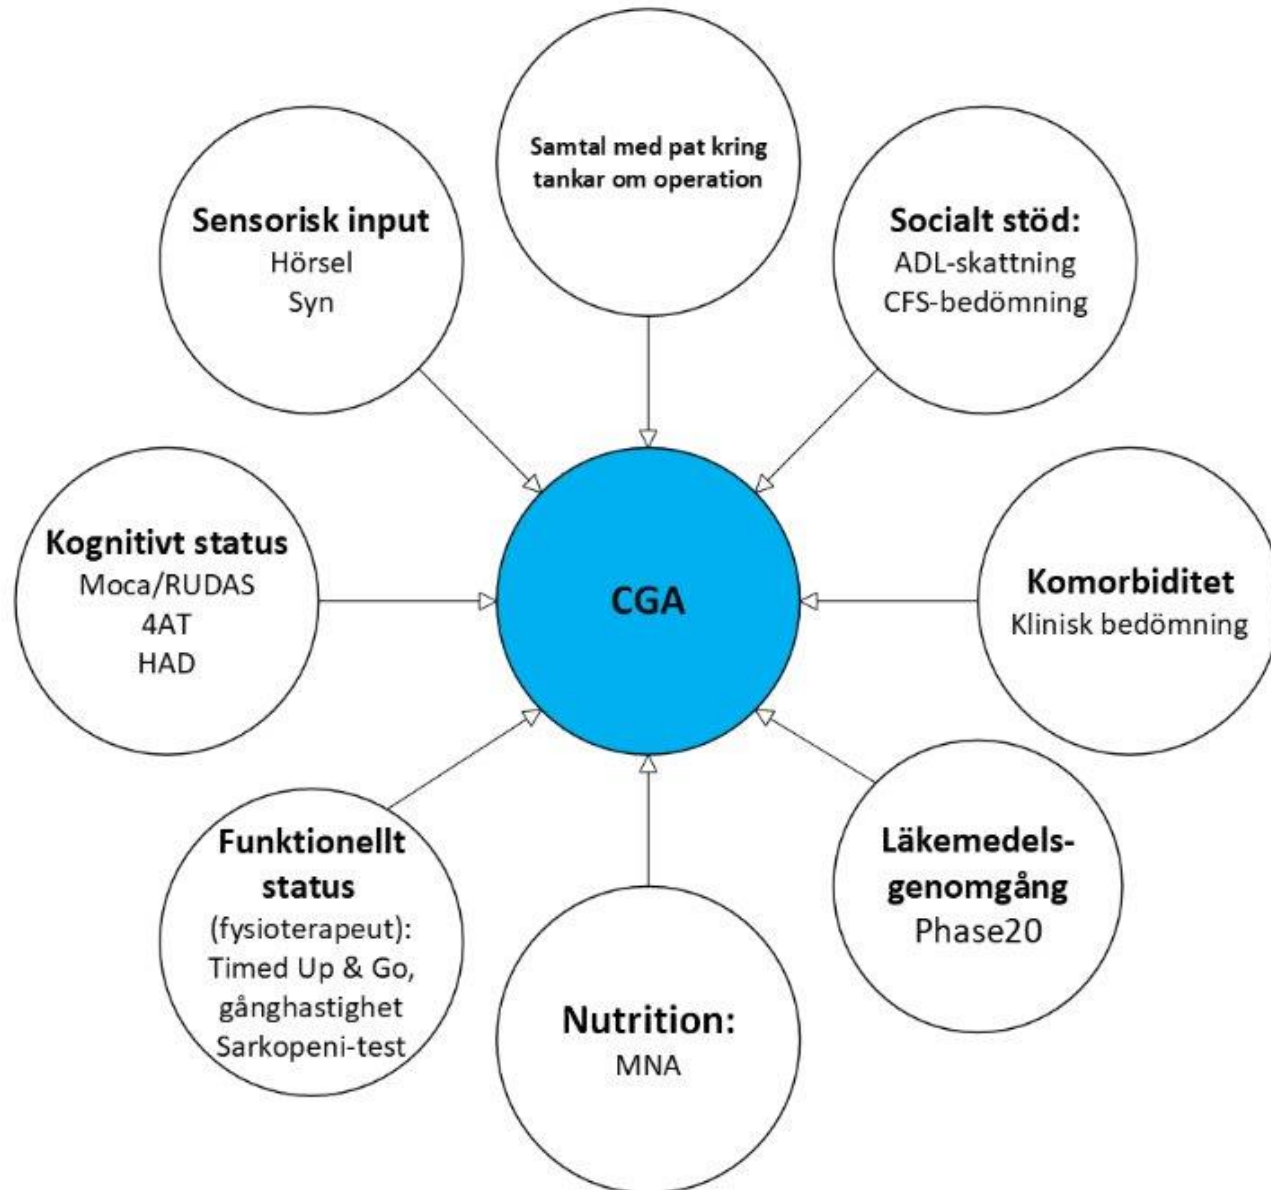 Samtal med pat kring
tankar om operation
Sensorisk input
Hörsel
Syn
Socialt stöd:
ADL-skattning
CFS-bedömning
Kognitivt status
Moca/RUDAS
4AT
HAD
CGA
Komorbiditet
Klinisk bedömning
Funktionellt
status
(fysioterapeut):
Timed Up & Go,
gånghastighet
Sarkopeni-test
Nutrition:
MNA
Läkemedels-
genomgång
Phase20